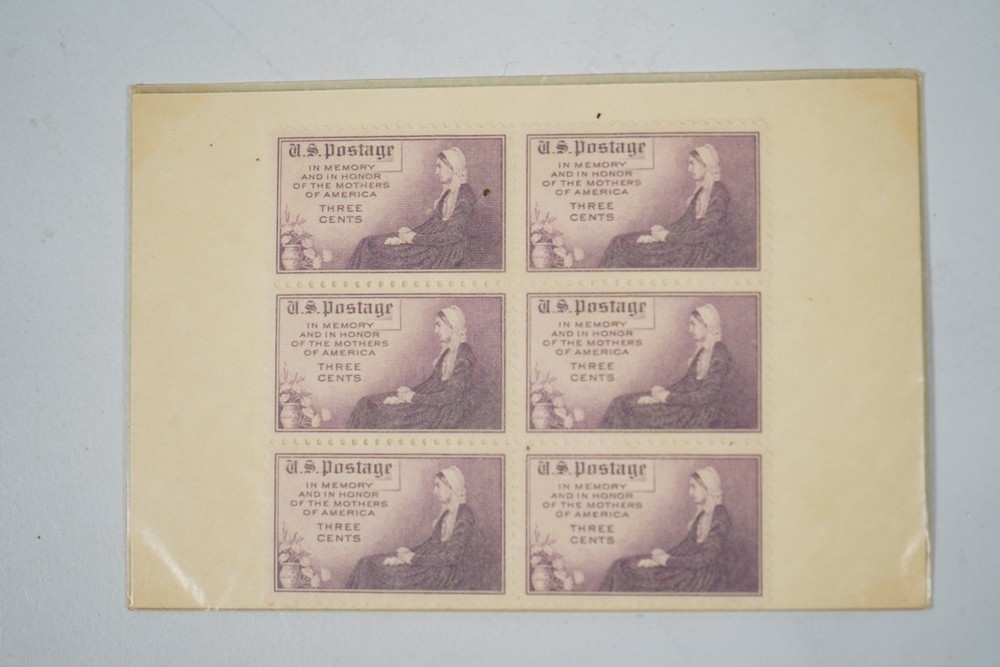 U.S. Postage
IN MEMORY
AND IN HONOR
OF THE MOTHERS
OF AMERICA
THREE
CENTS
U.S. Postage
IN MEMORY
AND IN HONOR
OF THE MOTHERS
OF AMERICA
THREE
CENTS
U.S. Postage
IN MEMORY
AND IN HONOR
OF THE MOTHERS
OF AMERICA
THREE
CENTS
U.S. Postage
IN MEMORY
AND IN HONOR
OF THE MOTHERS
OF AMERICA
THREE
CENTS
U.S. Postage
IN MEMORY
AND IN HONOR
OF THE MOTHERS
OF AMERICA
THREE
CENTS
U.S. Postage
IN MEMORY
AND IN HONOR
OF THE MOTHERS
OF AMERICA
THREE
CENTS